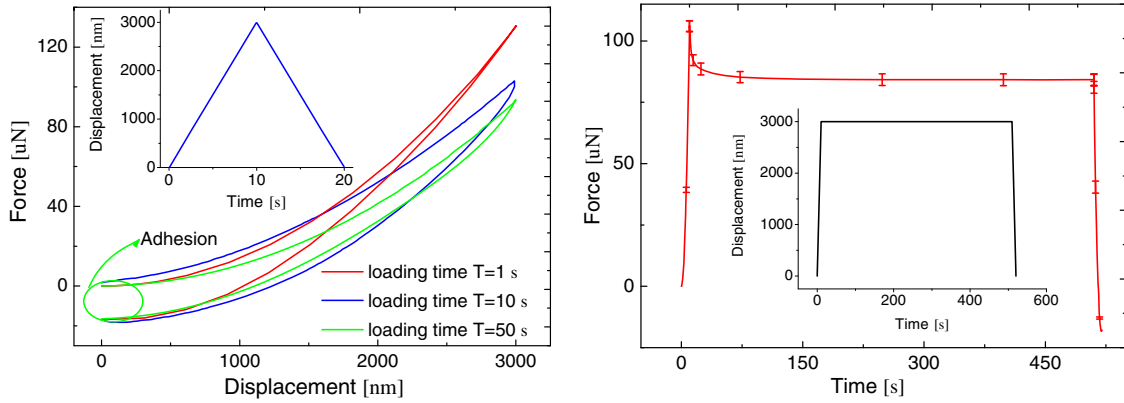 Force [uN]
120
80
40
0
Displacement [nm]
3000
2000
1000
0
0
10
20
Time [s]
Adhesion
loading time T=1 s
loading time T=10 s
loading time T=50 s
0
1000
2000
3000
Displacement [nm]
Force [uN]
100
50
0
Displacement [nm]
3000
2000
1000
0
0
200
400
600
Time [s]
0
150
300
450
Time [s]